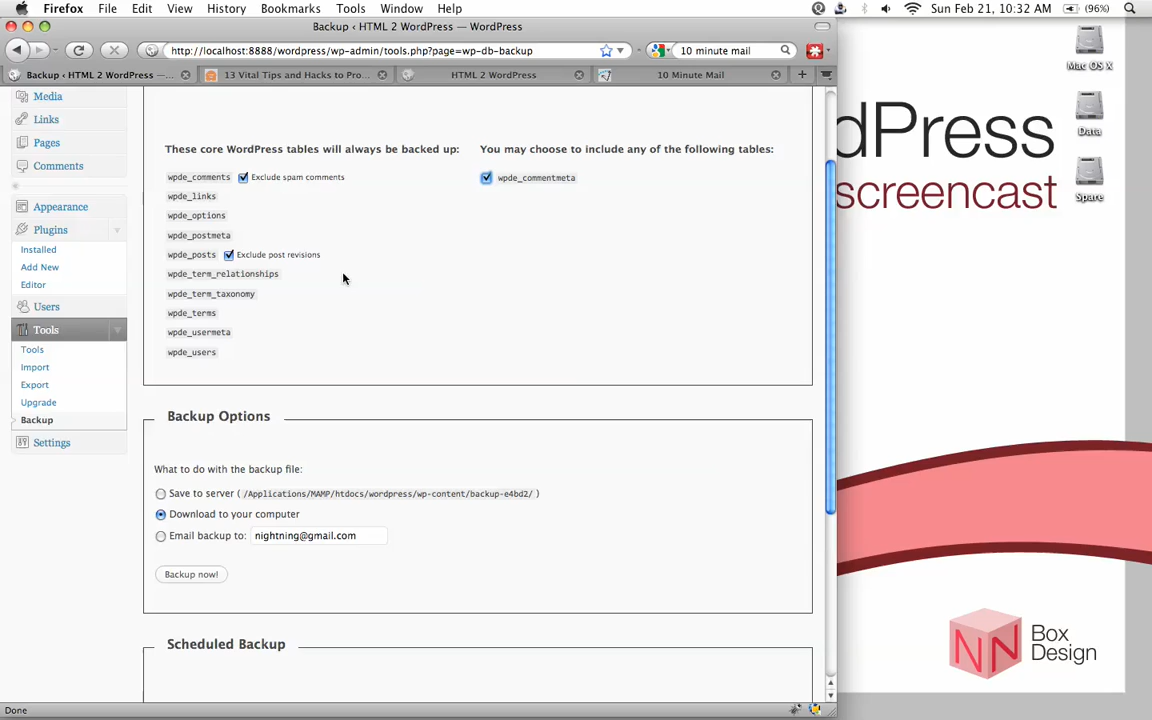 Firefox File Edit View History Bookmarks Tools Window Help (96%) Sun Feb 21, 10:32 AM
Backup ‹ HTML 2 WordPress — WordPress
http://localhost:8888/wordpress/wp-admin/tools.php?page=wp-db-backup 10 minute mail
Backup ‹ HTML 2 WordPress —... 13 Vital Tips and Hacks to Pro... HTML 2 WordPress 10 Minute Mail
Mac OS X
Data
Spare
dPress
screencast
Media
Links
Pages
Comments
Appearance
Plugins
Installed
Add New
Editor
Users
Tools
Tools
Import
Export
Upgrade
Backup
Settings
These core WordPress tables will always be backed up:
wpde_comments Exclude spam comments
wpde_links
wpde_options
wpde_postmeta
wpde_posts Exclude post revisions
wpde_term_relationships
wpde_term_taxonomy
wpde_terms
wpde_usermeta
wpde_users
You may choose to include any of the following tables:
wpde_commentmeta
Backup Options
What to do with the backup file:
Save to server ( /Applications/MAMP/htdocs/wordpress/wp-content/backup-e4bd2/ )
Download to your computer
Email backup to: nightning@gmail.com
Backup now!
Scheduled Backup
NN Box
Design
Done